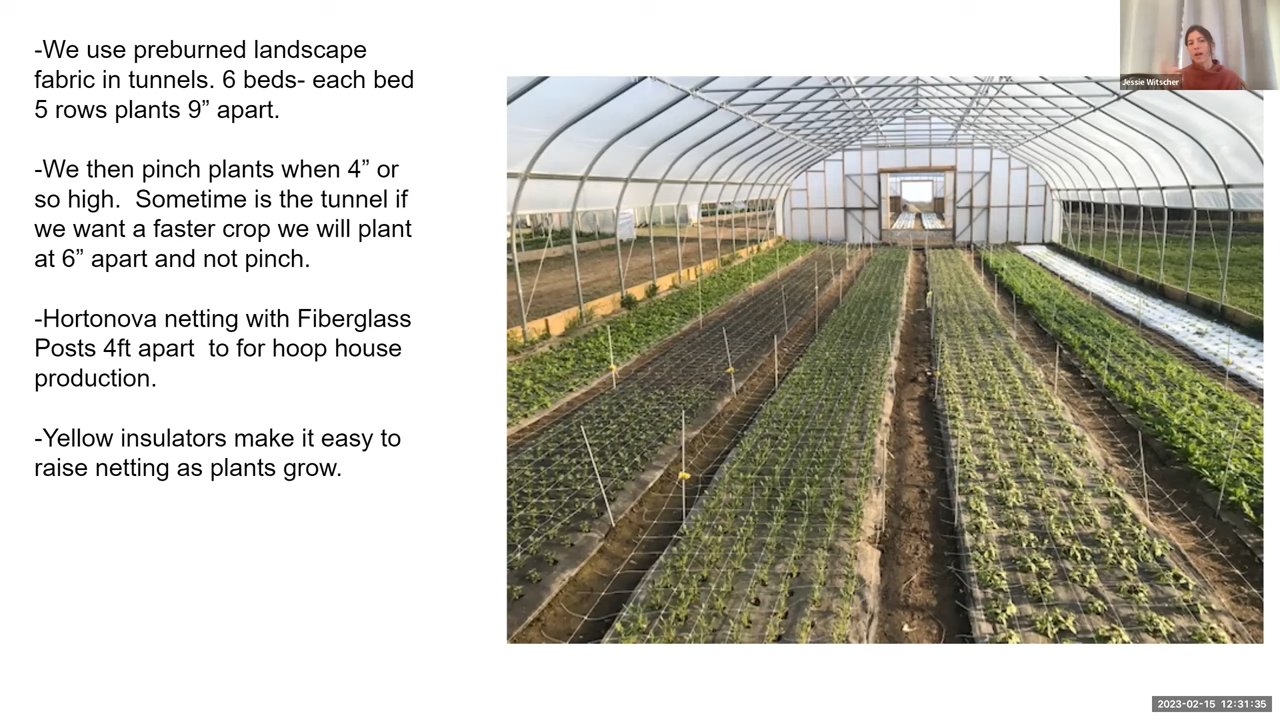 -We use preburned landscape
fabric in tunnels. 6 beds- each bed
5 rows plants 9” apart.
-We then pinch plants when 4” or
so high.  Sometime is the tunnel if
we want a faster crop we will plant
at 6” apart and not pinch.
-Hortonova netting with Fiberglass
Posts 4ft apart  to for hoop house
production.
-Yellow insulators make it easy to
raise netting as plants grow.
Jessie Witscher
2023-02-15  12:31:35